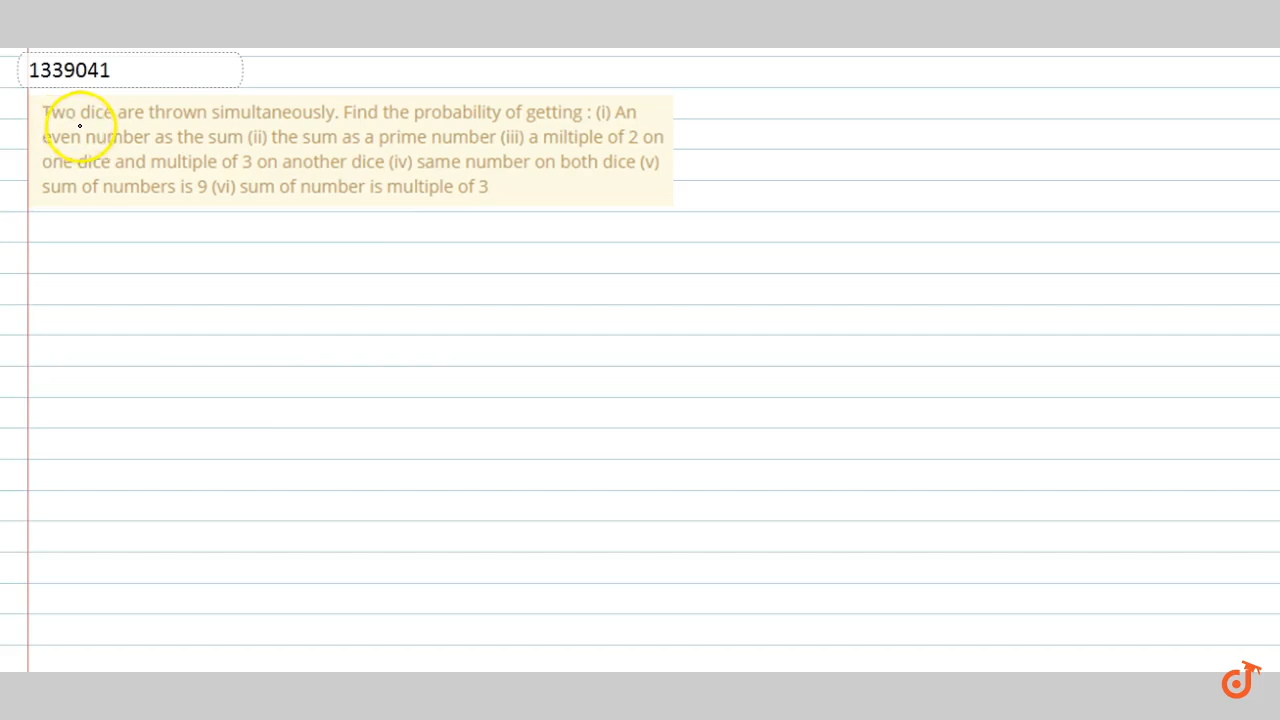 1339041
Two dice are thrown simultaneously. Find the probability of getting : (i) An
even number as the sum (ii) the sum as a prime number (iii) a miltiple of 2 on
one dice and multiple of 3 on another dice (iv) same number on both dice (v)
sum of numbers is 9 (vi) sum of number is multiple of 3